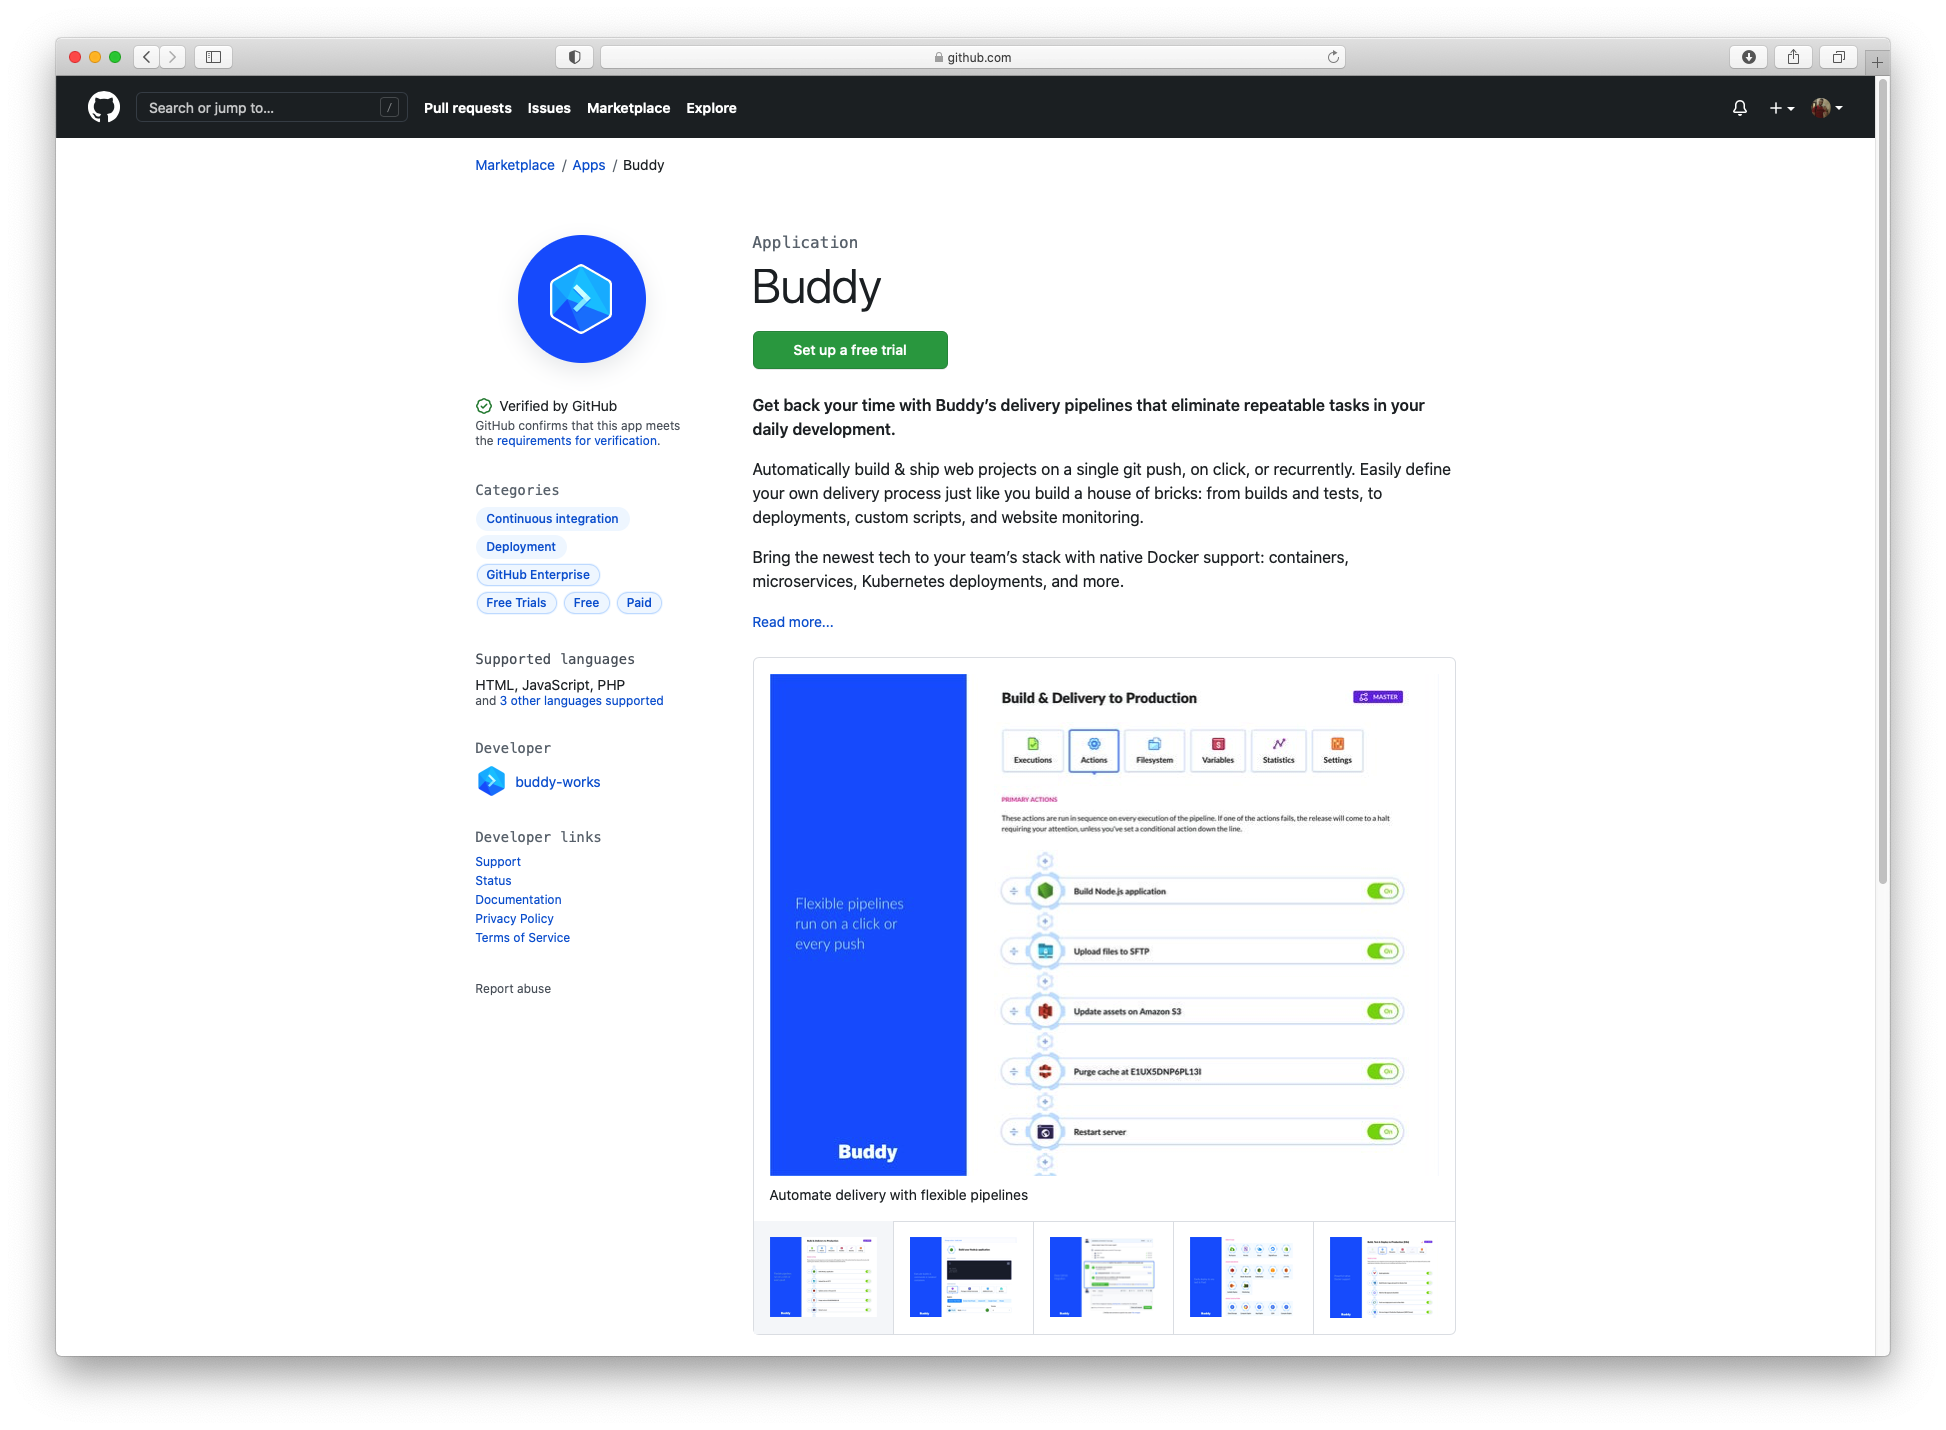 github.com
Search or jump to... /
Pull requests Issues Marketplace Explore
Marketplace / Apps / Buddy
Application
Buddy
Set up a free trial
Verified by GitHub
GitHub confirms that this app meets
the requirements for verification.
Categories
Continuous integration
Deployment
GitHub Enterprise
Free Trials Free Paid
Supported languages
HTML, JavaScript, PHP
and 3 other languages supported
Developer
buddy-works
Developer links
Support
Status
Documentation
Privacy Policy
Terms of Service
Report abuse
Get back your time with Buddy’s delivery pipelines that eliminate repeatable tasks in your
daily development.
Automatically build & ship web projects on a single git push, on click, or recurrently. Easily define
your own delivery process just like you build a house of bricks: from builds and tests, to
deployments, custom scripts, and website monitoring.
Bring the newest tech to your team’s stack with native Docker support: containers,
microservices, Kubernetes deployments, and more.
Read more...
Flexible pipelines
run on a click or
every push
Buddy
Build & Delivery to Production
MASTER
Executions Actions Filesystem Variables Statistics Settings
PRIMARY ACTIONS
These actions are run in sequence on every execution of the pipeline. If one of the actions fails, the release will come to a halt
requiring your attention, unless you've set a conditional action down the line.
Build Node.js application On
Upload files to SFTP On
Update assets on Amazon S3 On
Purge cache at E1UX5DNP6PL13I On
Restart server On
Automate delivery with flexible pipelines
Buddy Buddy Buddy Buddy Buddy